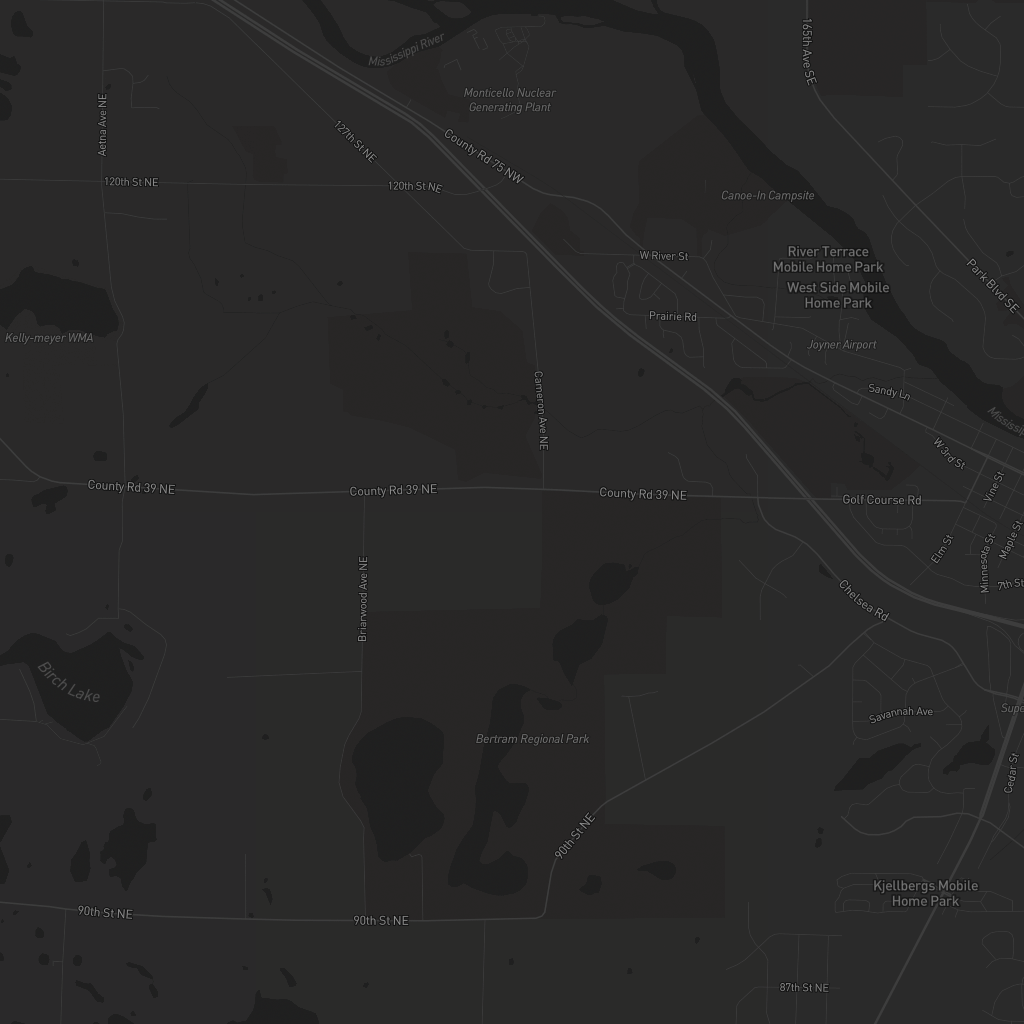 165th Ave SE
Mississippi River
Monticello Nuclear
Generating Plant
Aetna Ave NE
127th St NE
County Rd 75 NW
120th St NE
120th St NE
Canoe-In Campsite
River Terrace
Mobile Home Park
W River St
Park Blvd SE
West Side Mobile
Home Park
Prairie Rd
Kelly-meyer WMA
Joyner Airport
Sandy Ln
Cameron Ave NE
W 3rd St
County Rd 39 NE
County Rd 39 NE
County Rd 39 NE
Golf Course Rd
Vine St
Elm St
Minnesota St
Maple St
Briarwood Ave NE
7th St
Chelsea Rd
Birch Lake
Savannah Ave
Bertram Regional Park
Cedar St
90th St NE
Kjellbergs Mobile
Home Park
90th St NE
90th St NE
87th St NE